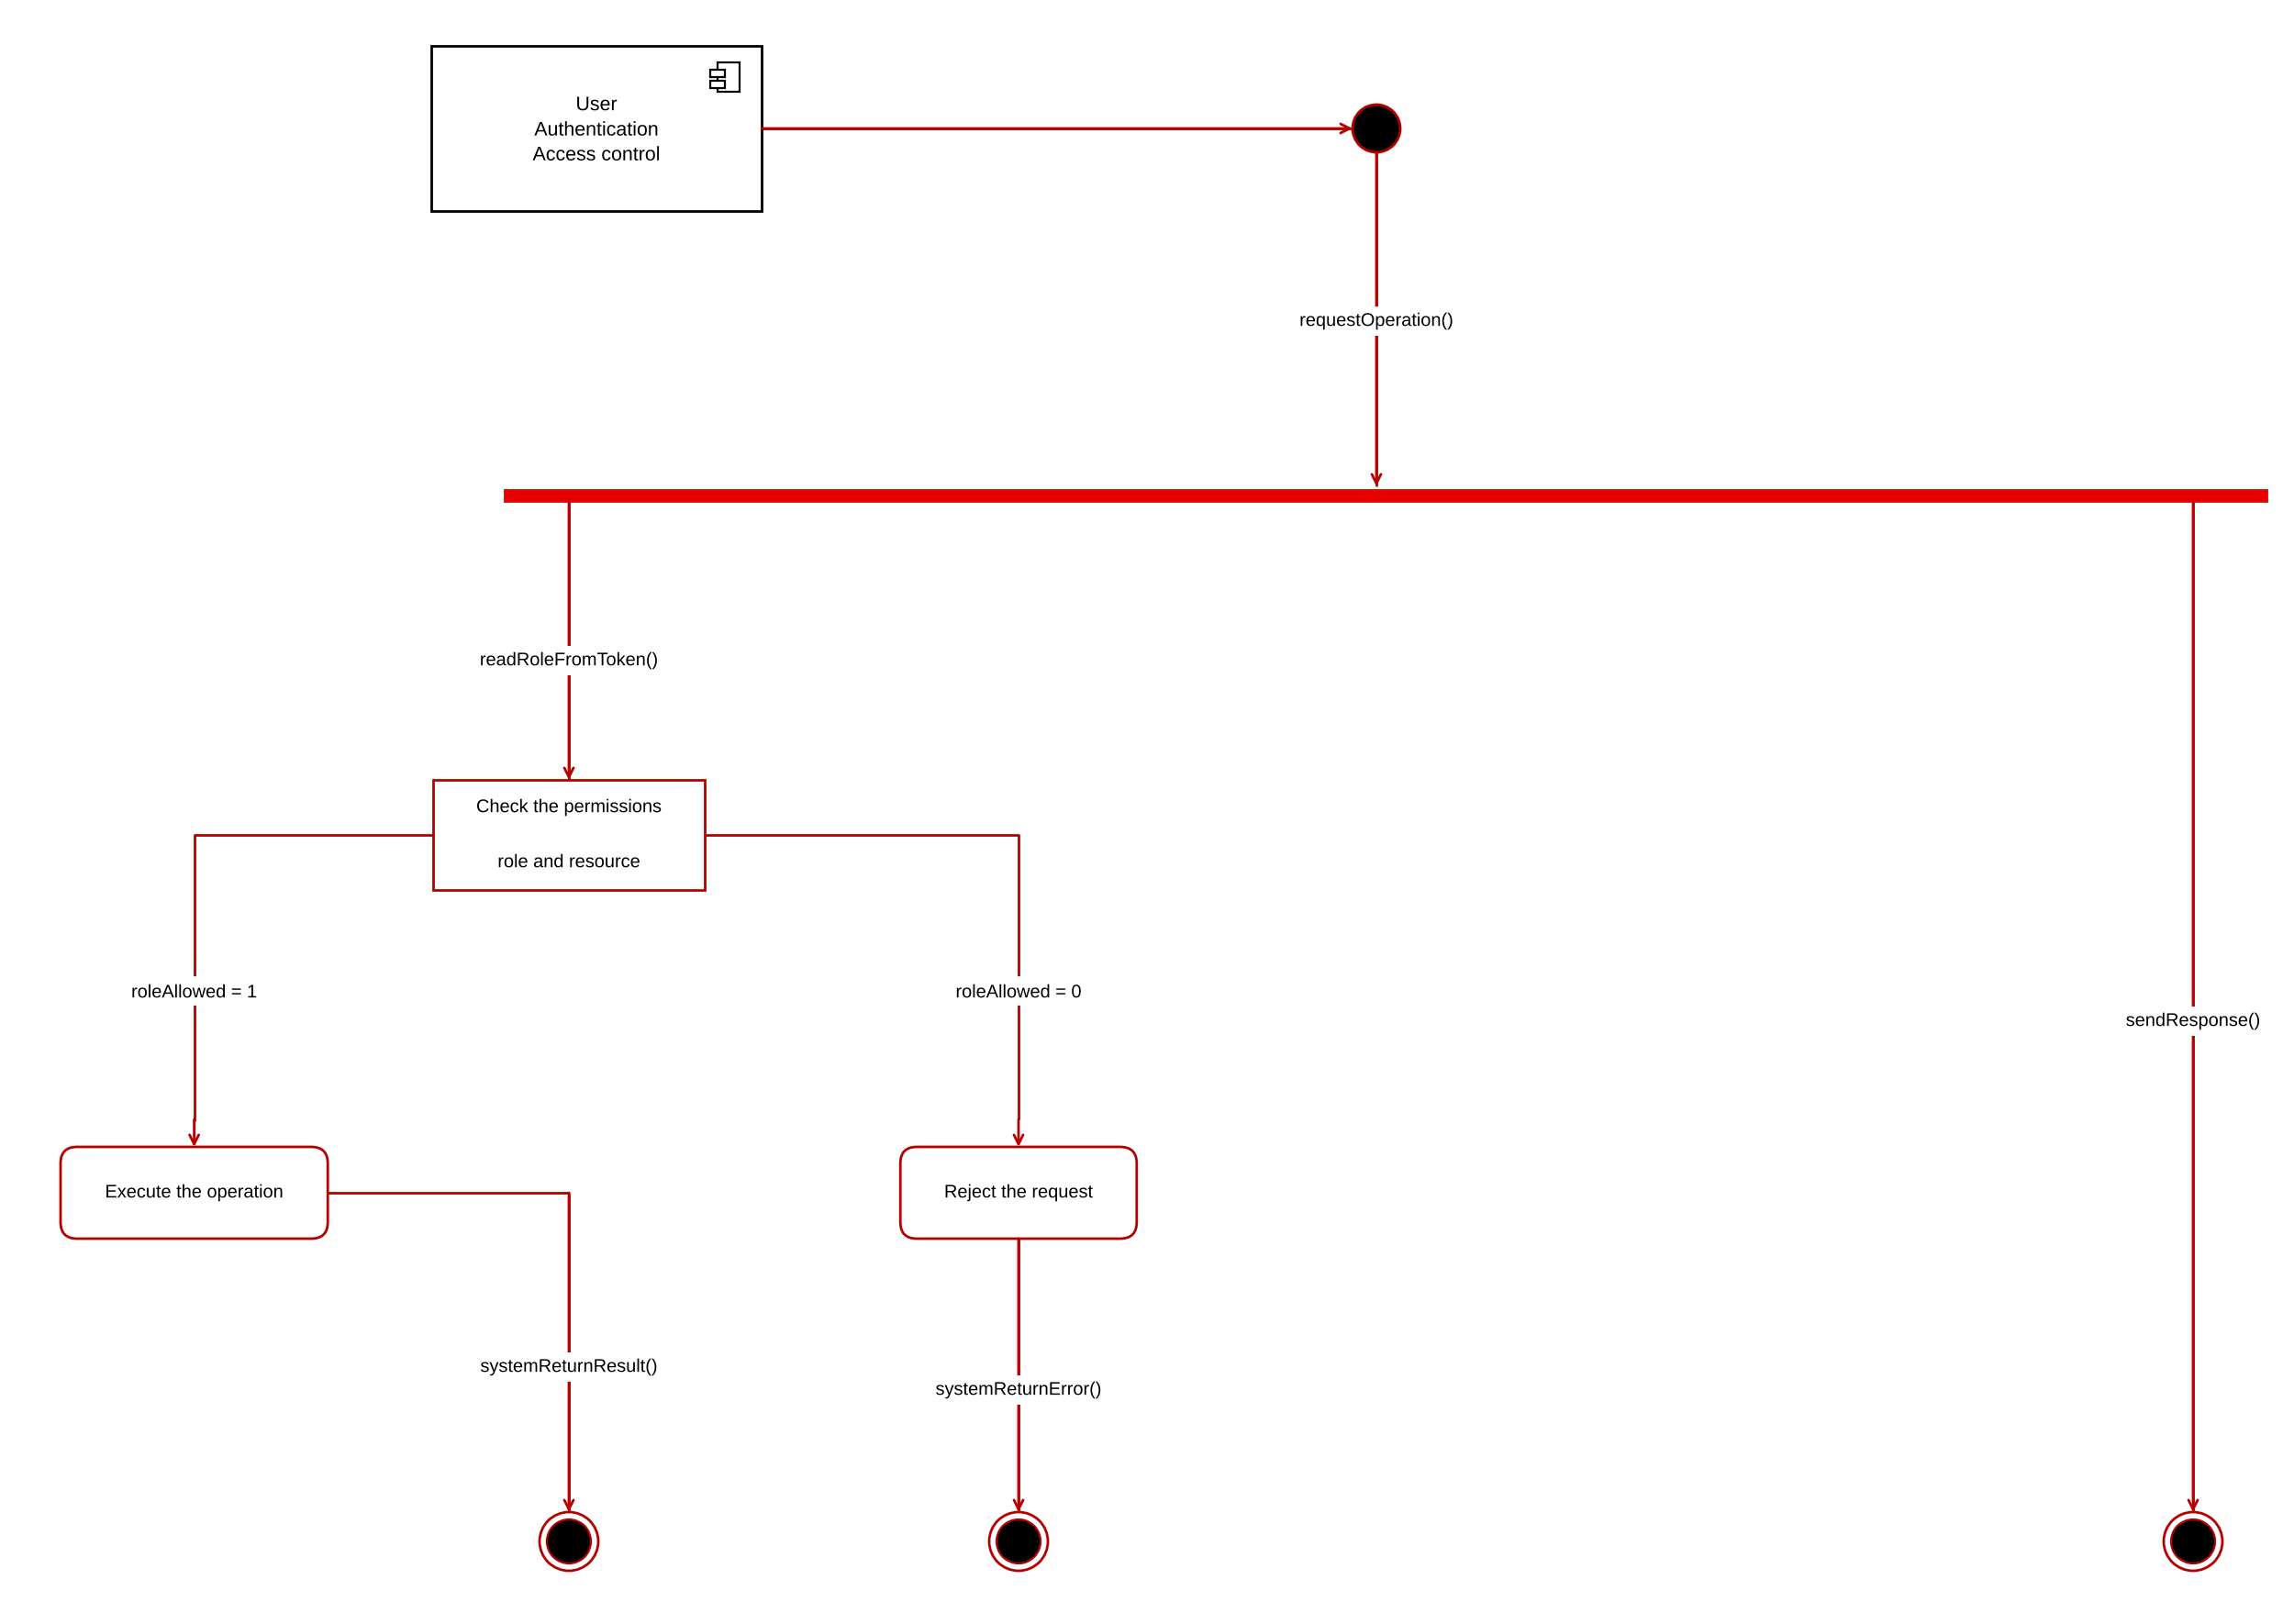 User
Authentication
Access control
requestOperation()
readRoleFromToken()
Check the permissions
role and resource
roleAllowed = 1
roleAllowed = 0
sendResponse()
Execute the operation
Reject the request
systemReturnResult()
systemReturnError()